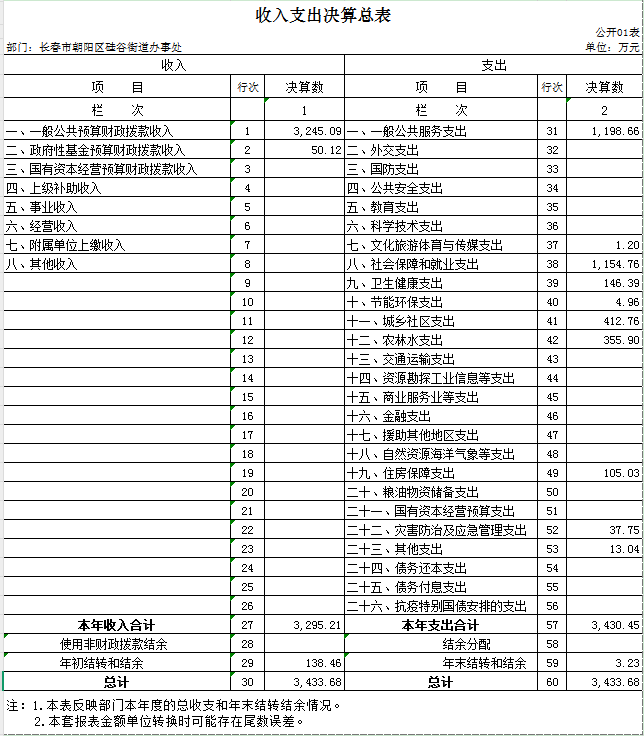 收入支出决算总表
公开01表
部门：长春市朝阳区硅谷街道办事处 单位：万元
收入 支出
项 目 行次 决算数 项 目 行次 决算数
栏 次 1 栏 次 2
一、一般公共预算财政拨款收入 1 3,245.09 一、一般公共服务支出 31 1,198.66
二、政府性基金预算财政拨款收入 2 50.12 二、外交支出 32
三、国有资本经营预算财政拨款收入 3 三、国防支出 33
四、上级补助收入 4 四、公共安全支出 34
五、事业收入 5 五、教育支出 35
六、经营收入 6 六、科学技术支出 36
七、附属单位上缴收入 7 七、文化旅游体育与传媒支出 37 1.20
八、其他收入 8 八、社会保障和就业支出 38 1,154.76
9 九、卫生健康支出 39 146.39
10 十、节能环保支出 40 4.96
11 十一、城乡社区支出 41 412.76
12 十二、农林水支出 42 355.90
13 十三、交通运输支出 43
14 十四、资源勘探工业信息等支出 44
15 十五、商业服务业等支出 45
16 十六、金融支出 46
17 十七、援助其他地区支出 47
18 十八、自然资源海洋气象等支出 48
19 十九、住房保障支出 49 105.03
20 二十、粮油物资储备支出 50
21 二十一、国有资本经营预算支出 51
22 二十二、灾害防治及应急管理支出 52 37.75
23 二十三、其他支出 53 13.04
24 二十四、债务还本支出 54
25 二十五、债务付息支出 55
26 二十六、抗疫特别国债安排的支出 56
本年收入合计 27 3,295.21 本年支出合计 57 3,430.45
使用非财政拨款结余 28 结余分配 58
年初结转和结余 29 138.46 年末结转和结余 59 3.23
总计 30 3,433.68 总计 60 3,433.68
注：1.本表反映部门本年度的总收支和年末结转结余情况。
2.本套报表金额单位转换时可能存在尾数误差。